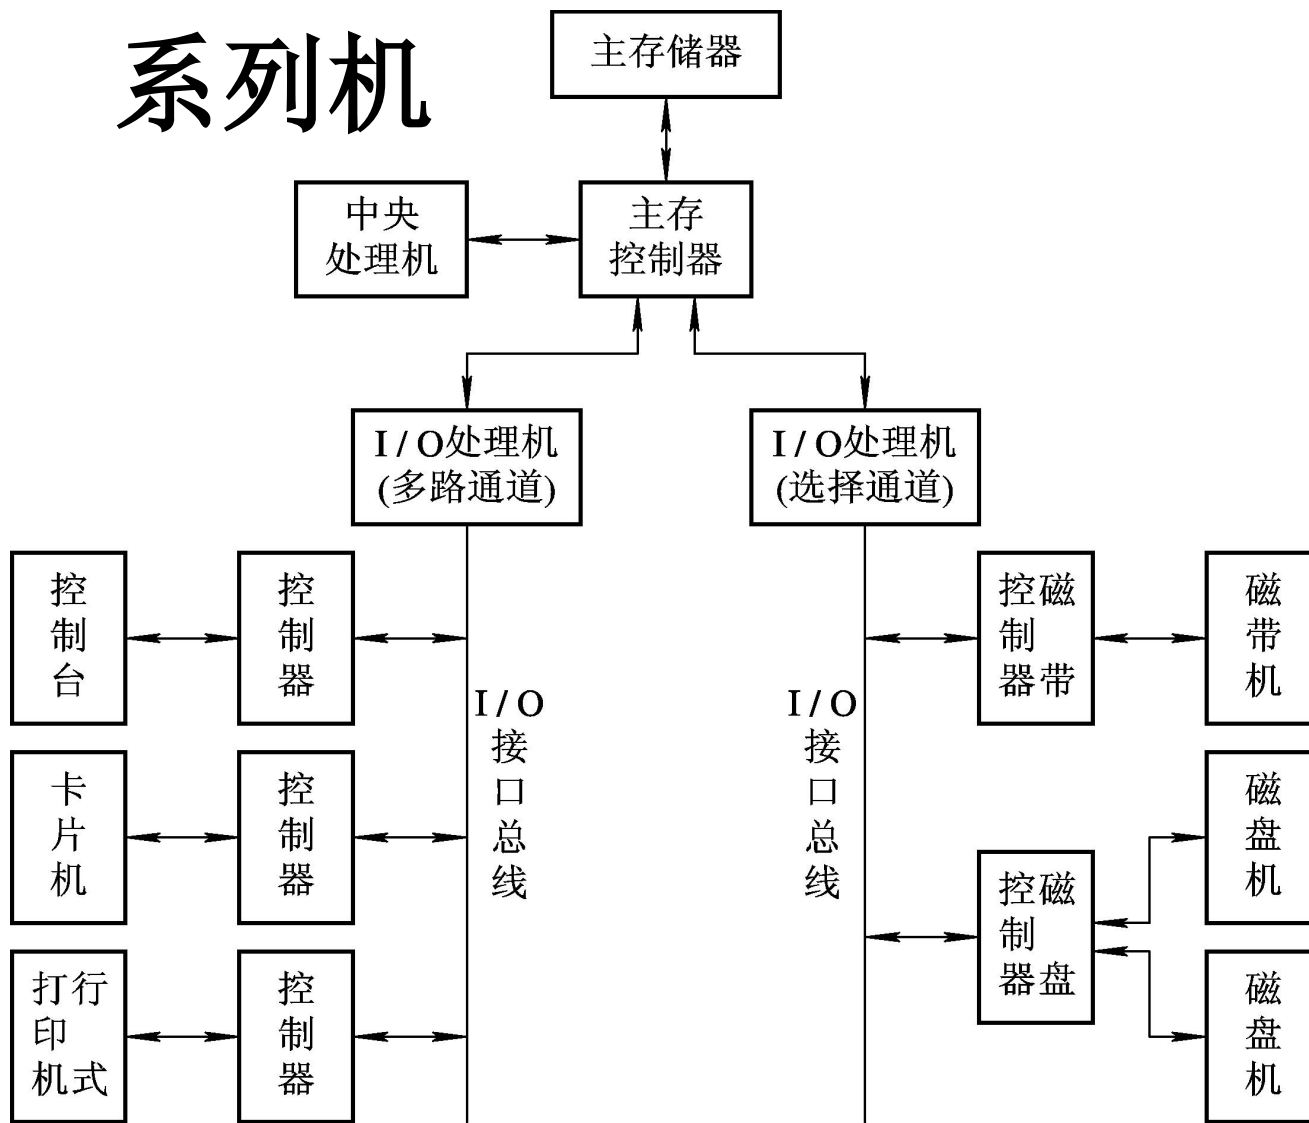 系列机
主存储器
中央
处理机
主存
控制器
I/O处理机
(多路通道)
I/O处理机
(选择通道)
控
制
台
控
制
器
I/O
接
口
总
线
I/O
接
口
总
线
控磁
制
器带
磁
带
机
卡
片
机
控
制
器
磁
盘
机
控磁
制
器盘
打行
印
机式
控
制
器
磁
盘
机